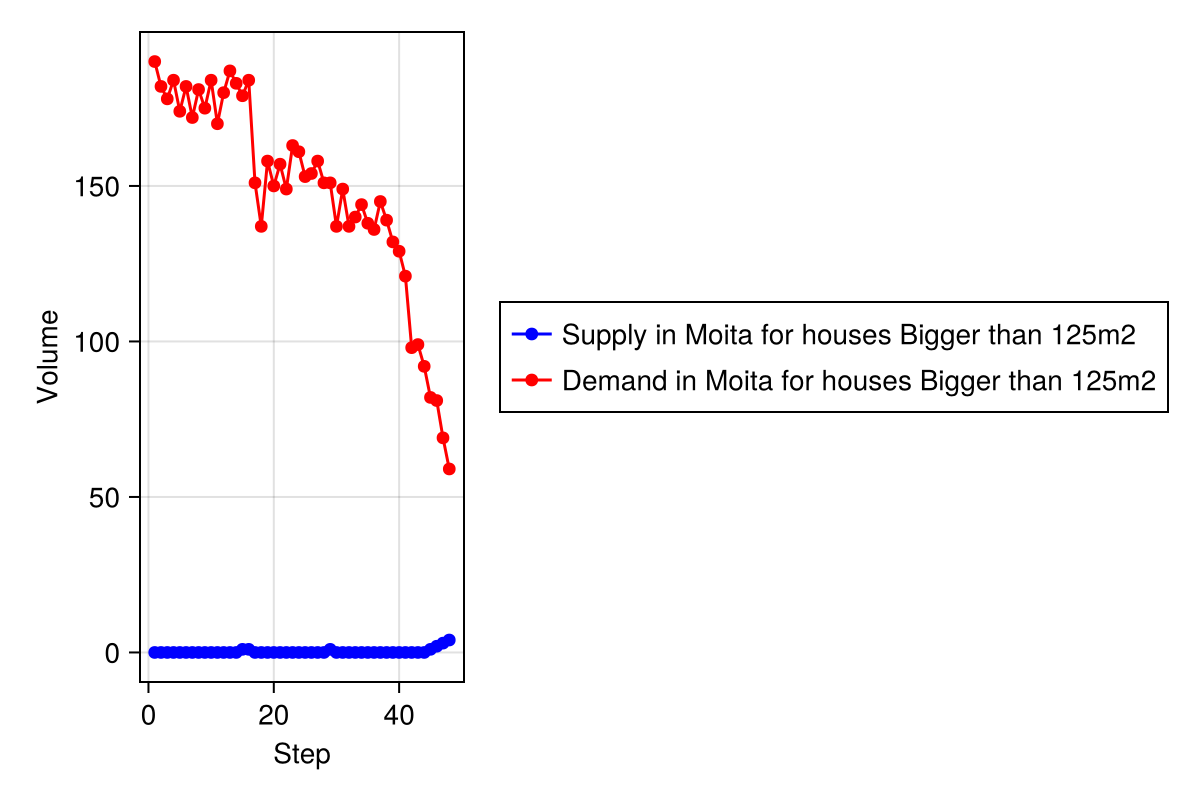 Volume
150
100
50
0
0 20 40
Step
Supply in Moita for houses Bigger than 125m2
Demand in Moita for houses Bigger than 125m2